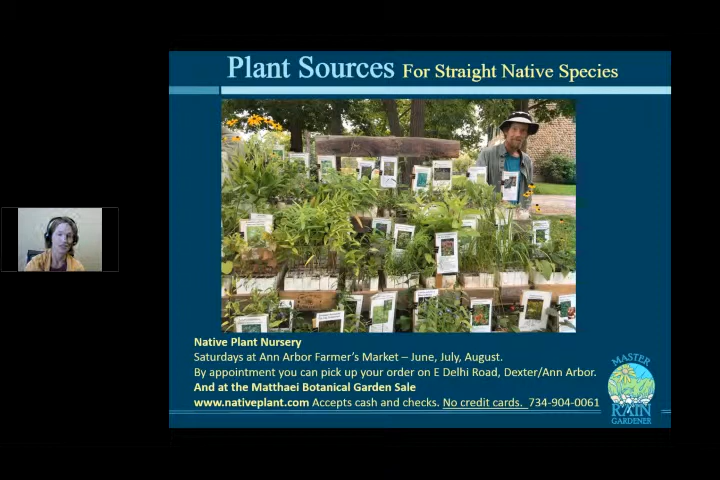 Plant Sources For Straight Native Species
Native Plant Nursery
Saturdays at Ann Arbor Farmer's Market – June, July, August.
By appointment you can pick up your order on E Delhi Road, Dexter/Ann Arbor.
And at the Matthaei Botanical Garden Sale
www.nativeplant.com Accepts cash and checks. No credit cards. 734-904-0061
MASTER
RAIN
GARDENER